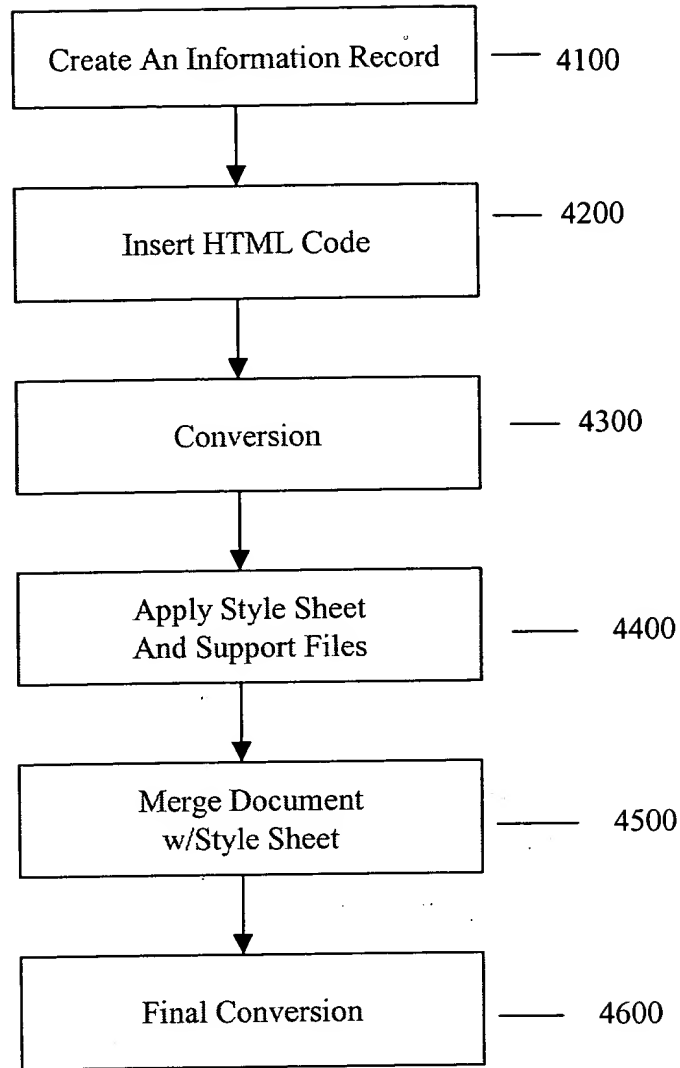 Create An Information Record
4100
Insert HTML Code
4200
Conversion
4300
Apply Style Sheet
And Support Files
4400
Merge Document
w/Style Sheet
4500
Final Conversion
4600